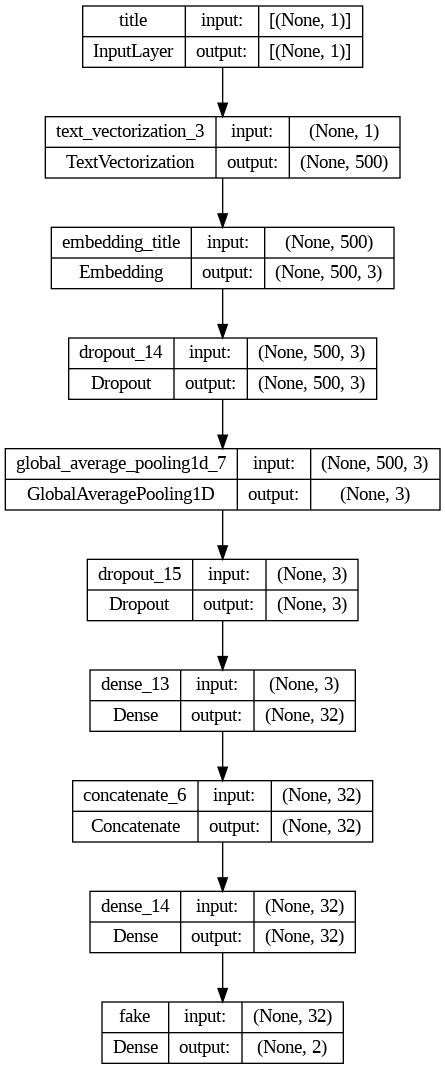 title input: [(None, 1)]
InputLayer output: [(None, 1)]
text_vectorization_3 input: (None, 1)
TextVectorization output: (None, 500)
embedding_title input: (None, 500)
Embedding output: (None, 500, 3)
dropout_14 input: (None, 500, 3)
Dropout output: (None, 500, 3)
global_average_pooling1d_7 input: (None, 500, 3)
GlobalAveragePooling1D output: (None, 3)
dropout_15 input: (None, 3)
Dropout output: (None, 3)
dense_13 input: (None, 3)
Dense output: (None, 32)
concatenate_6 input: (None, 32)
Concatenate output: (None, 32)
dense_14 input: (None, 32)
Dense output: (None, 32)
fake input: (None, 32)
Dense output: (None, 2)